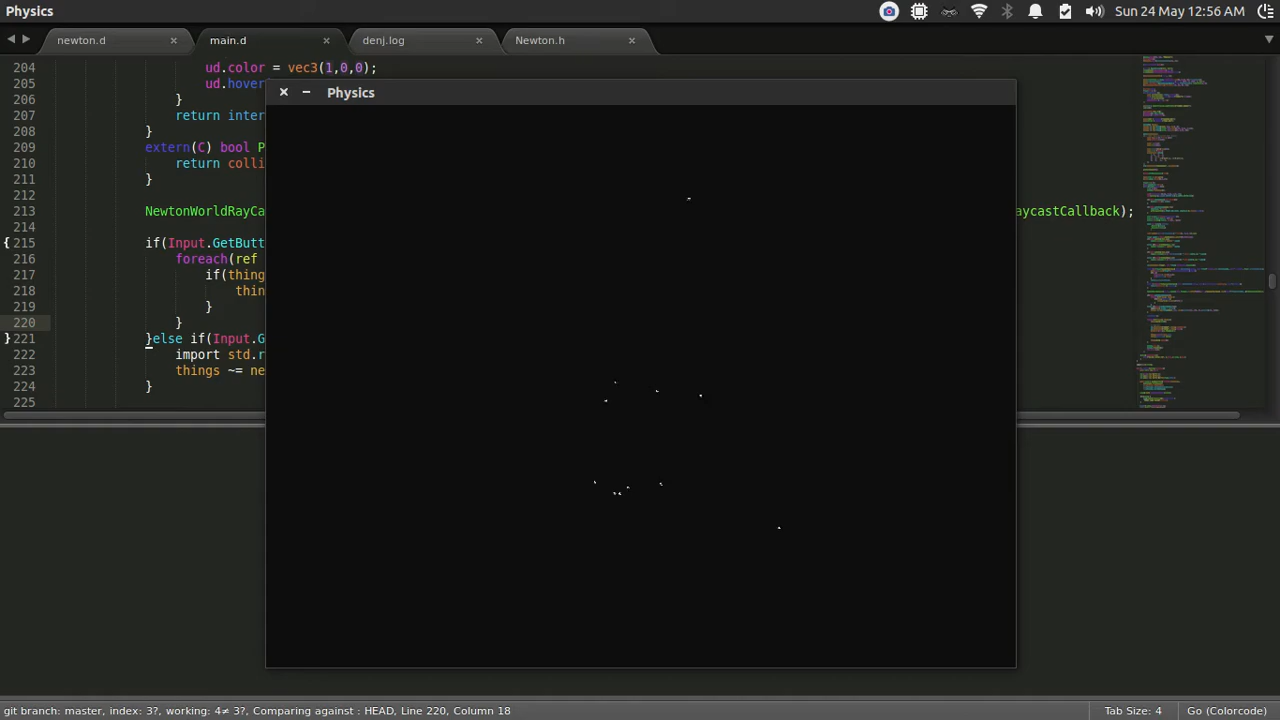 Physics
Sun 24 May 12:56 AM
newton.d
main.d
denj.log
Newton.h
204 ud.color = vec3(1,0,0);
205 ud.hover
Physics
206 }
207 return inter
208 }
209 extern(C) bool P
210 return colli
211 }
212
213 NewtonWorldRayCa aycastCallback);
214
215 if(Input.GetButt
216 foreach(ref
217 if(thing
218 thin
219 }
220 }
221 }else if(Input.G
222 import std.r
223 things ~= ne
224 }
225
git branch: master, index: 3?, working: 4≠ 3?, Comparing against : HEAD, Line 220, Column 18
Tab Size: 4
Go (Colorcode)